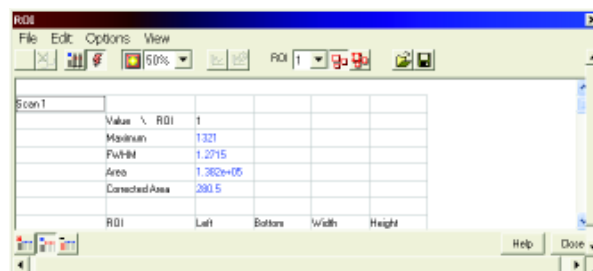 ROI
File Edit Options View
50% ROI 1
Scan 1
Value \ ROI 1
Maximum 1321
FWHM 1.2715
Area 1.382e+05
Corrected Area 280.5
ROI Left Bottom Width Height
Help Close